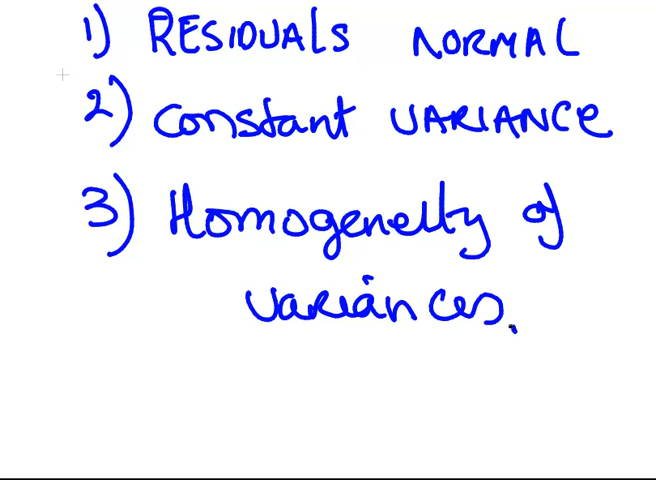 1) RESIDUALS NORMAL
2) Constant VARIANCE
3) Homogeneity of
variances.